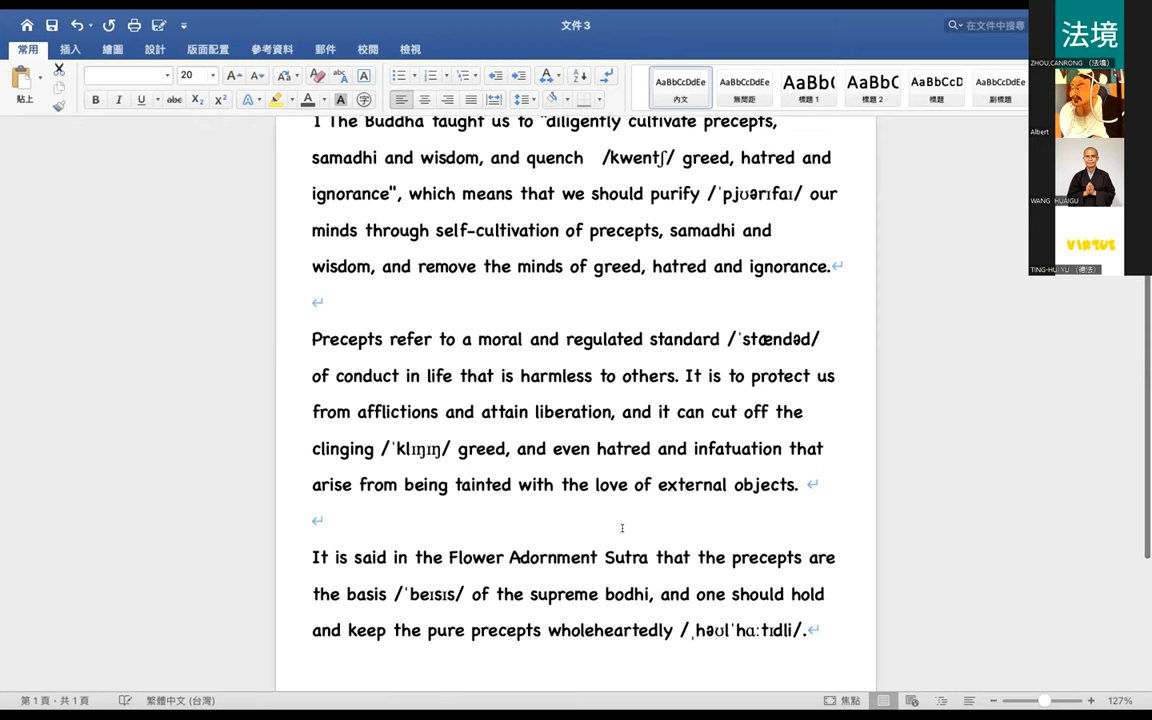 文件3
在文件中搜尋
常用 插入 繪圖 設計 版面配置 參考資料 郵件 校閱 檢視
貼上
20
AaBbCcDdEe AaBbCcDdEe AaBb( AaBbC AaBbCcD AaBbCcDdEe
內文 無間距 標題 1 標題 2 標題 副標題
法境
ZHOU,CANRONG (法境)
Albert
WANG HUAIGU
VIRTUE
TING-HUI YU (德法)
1 The Buddha taught us to "diligently cultivate precepts,
samadhi and wisdom, and quench /kwentʃ/ greed, hatred and
ignorance", which means that we should purify /ˈpjʊərɪfaɪ/ our
minds through self-cultivation of precepts, samadhi and
wisdom, and remove the minds of greed, hatred and ignorance.
Precepts refer to a moral and regulated standard /ˈstændəd/
of conduct in life that is harmless to others. It is to protect us
from afflictions and attain liberation, and it can cut off the
clinging /ˈklɪŋɪŋ/ greed, and even hatred and infatuation that
arise from being tainted with the love of external objects.
It is said in the Flower Adornment Sutra that the precepts are
the basis /ˈbeɪsɪs/ of the supreme bodhi, and one should hold
and keep the pure precepts wholeheartedly /ˌhəʊlˈhɑːtɪdli/.
第 1 頁，共 1 頁 繁體中文 (台灣) 焦點 127%